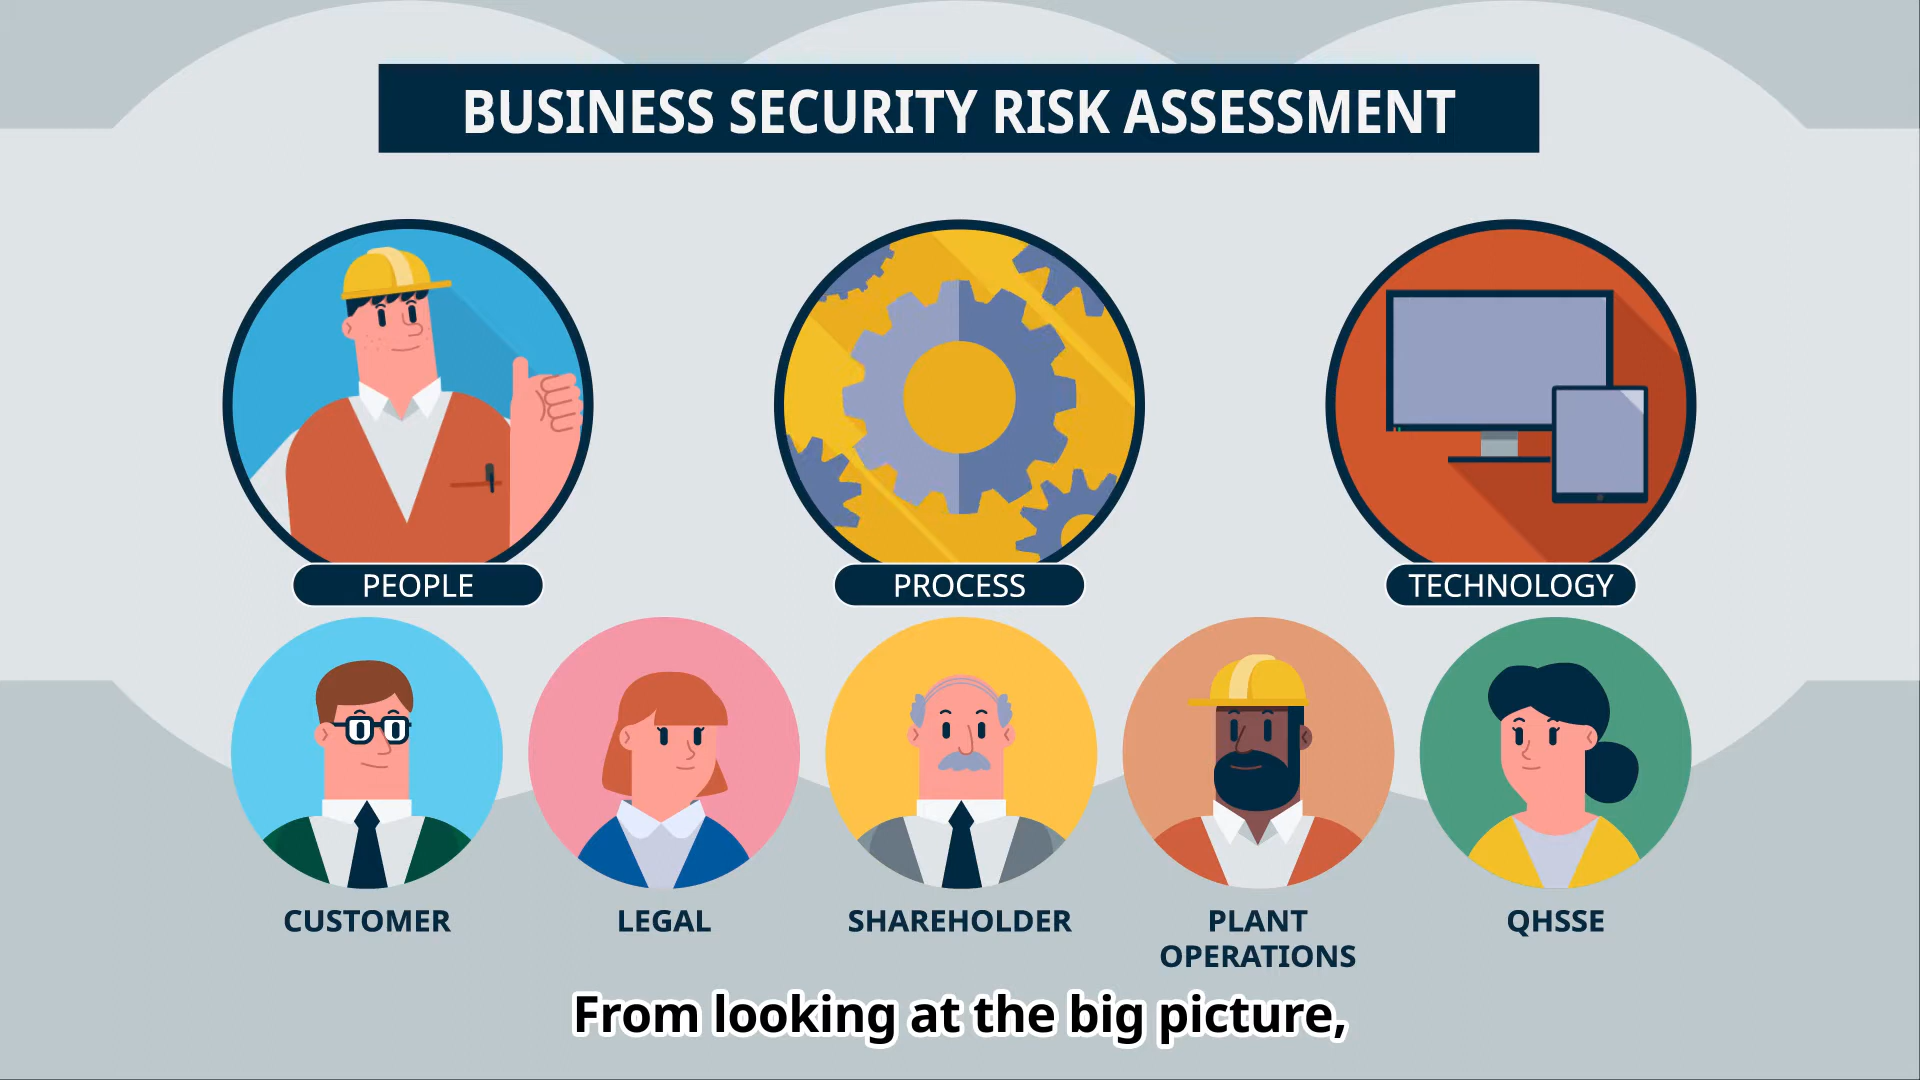 BUSINESS SECURITY RISK ASSESSMENT
PEOPLE
PROCESS
TECHNOLOGY
CUSTOMER
LEGAL
SHAREHOLDER
PLANT
OPERATIONS
QHSSE
From looking at the big picture,